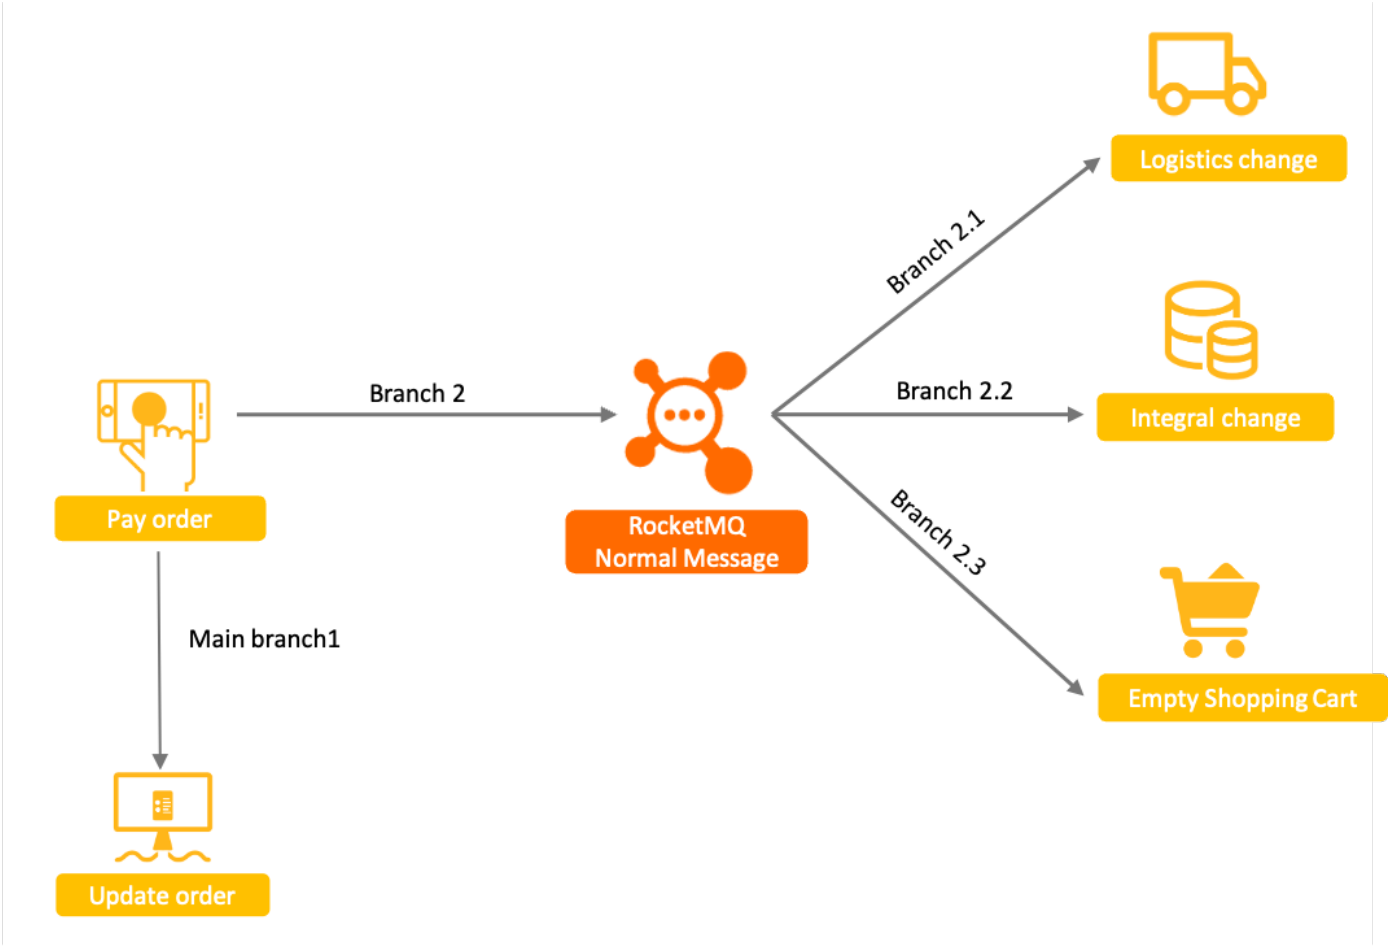 Logistics change
Branch 2.1
Branch 2
Branch 2.2
Integral change
Pay order
RocketMQ
Normal Message
Branch 2.3
Main branch1
Empty Shopping Cart
Update order